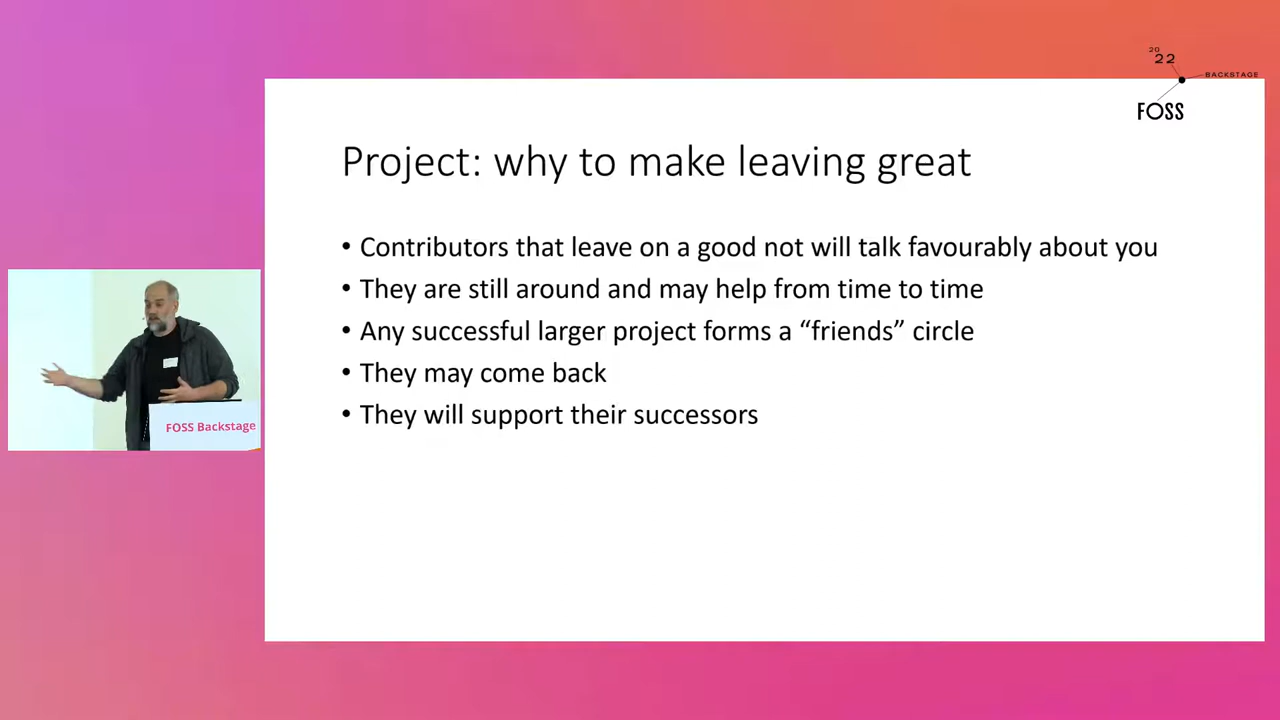 20
22
BACKSTAGE
FOSS
Project: why to make leaving great
• Contributors that leave on a good not will talk favourably about you
• They are still around and may help from time to time
• Any successful larger project forms a “friends” circle
• They may come back
• They will support their successors
FOSS Backstage